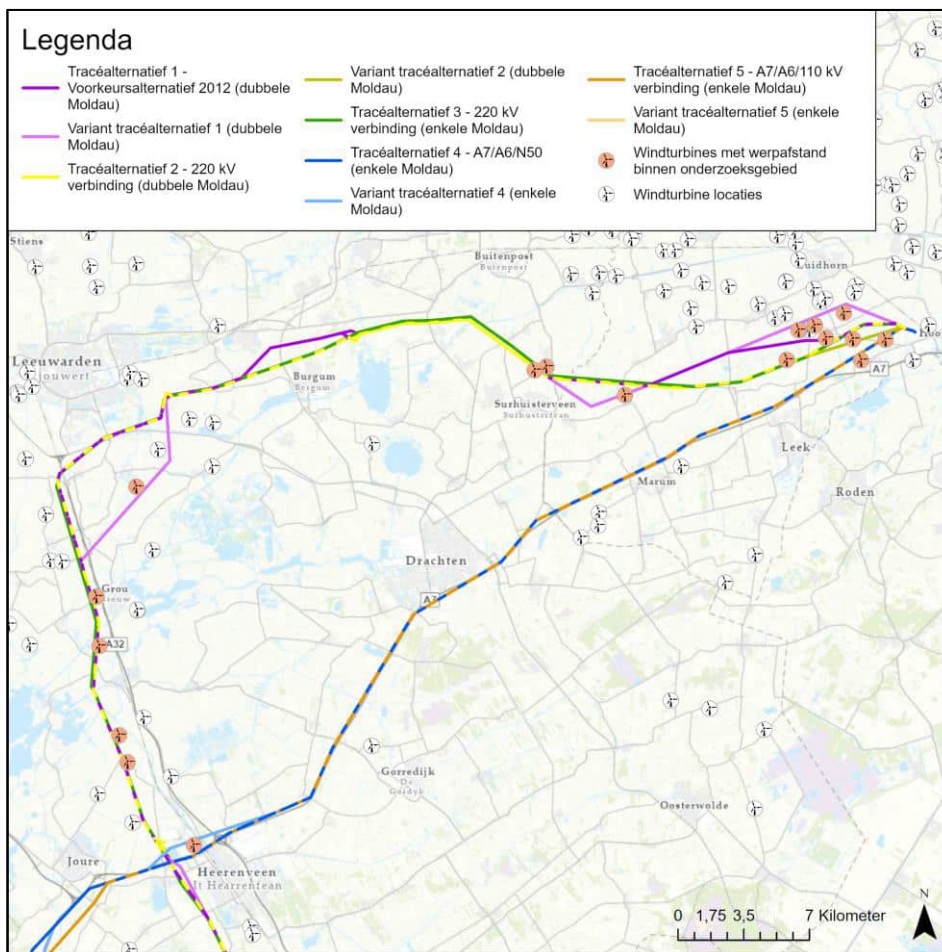 Legenda
Tracéalternatief 1 -
Voorkeursalternatief 2012 (dubbele
Moldau)
Variant tracéalternatief 1 (dubbele
Moldau)
Tracéalternatief 2 - 220 kV
verbinding (dubbele Moldau)
Variant tracéalternatief 2 (dubbele
Moldau)
Tracéalternatief 3 - 220 kV
verbinding (enkele Moldau)
Tracéalternatief 4 - A7/A6/N50
(enkele Moldau)
Variant tracéalternatief 4 (enkele
Moldau)
Tracéalternatief 5 - A7/A6/110 kV
verbinding (enkele Moldau)
Variant tracéalternatief 5 (enkele
Moldau)
Windturbines met werpafstand
binnen onderzoeksgebied
Windturbine locaties
Stiens
Buitenpost
Butenpost
Luidhorn
Leeuwarden
Burgum
Bergum
Surhuisterveen
A7
Leek
Marum
Roden
Drachten
A7
Grou
A32
Gorredijk
De
Gordyk
Oosterwolde
Joure
Heerenveen
It Hearrenfean
0 1,75 3,5 7 Kilometer
N